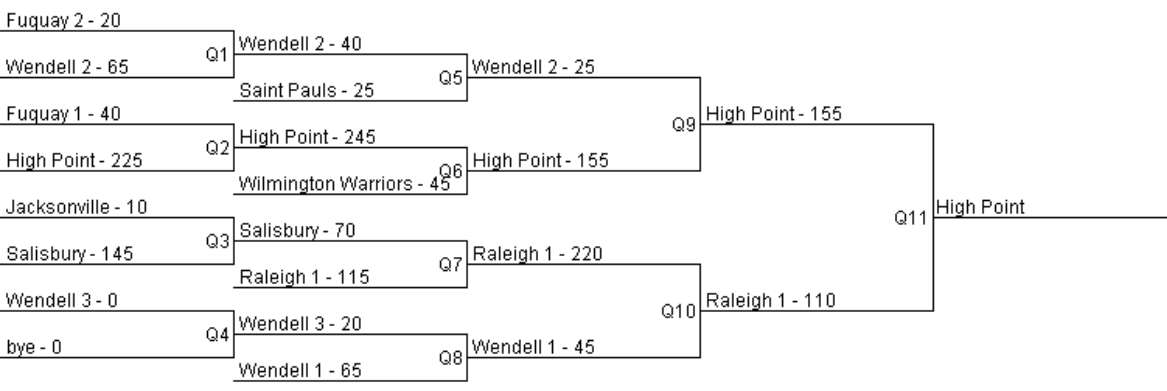 Fuquay 2 - 20
Wendell 2 - 65
Q1
Wendell 2 - 40
Saint Pauls - 25
Q5
Wendell 2 - 25
Fuquay 1 - 40
High Point - 225
Q2
High Point - 245
Wilmington Warriors - 45
Q6
High Point - 155
Q9
High Point - 155
Jacksonville - 10
Salisbury - 145
Q3
Salisbury - 70
Raleigh 1 - 115
Q7
Raleigh 1 - 220
Wendell 3 - 0
bye - 0
Q4
Wendell 3 - 20
Wendell 1 - 65
Q8
Wendell 1 - 45
Q10
Raleigh 1 - 110
Q11
High Point